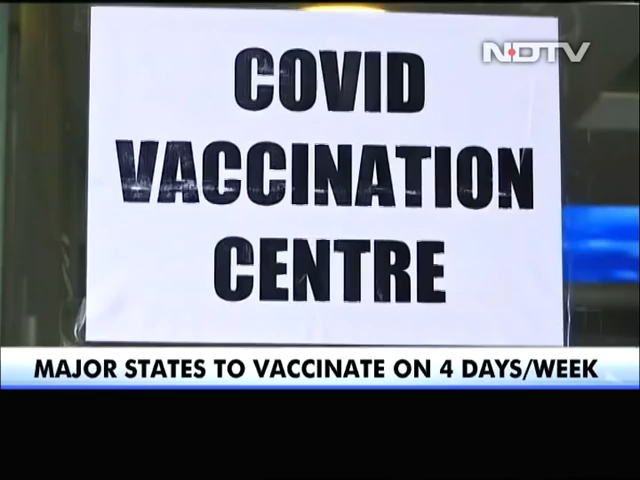 NDTV
COVID
VACCINATION
CENTRE
MAJOR STATES TO VACCINATE ON 4 DAYS/WEEK